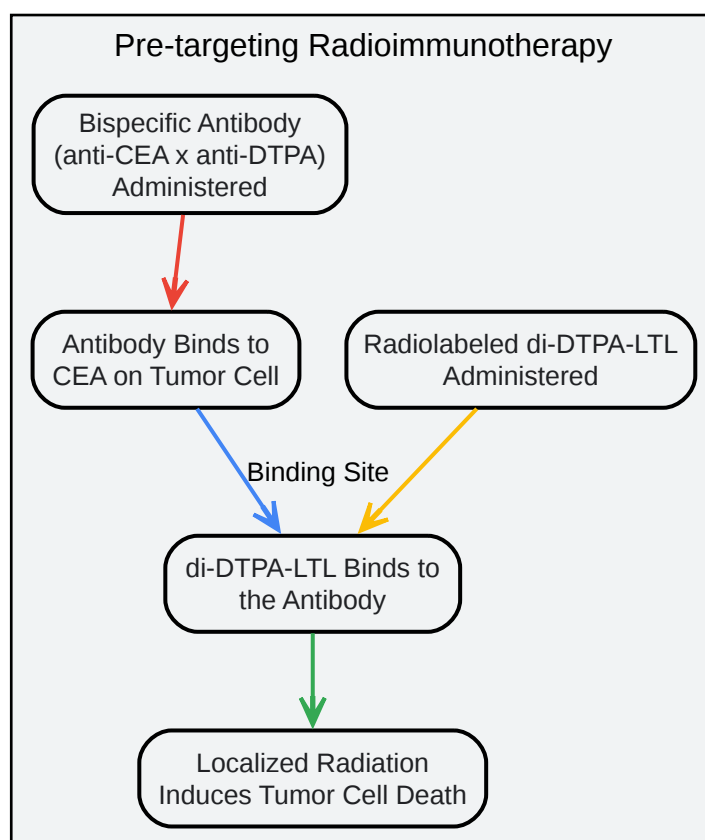 Pre-targeting Radioimmunotherapy
Bispecific Antibody
(anti-CEA x anti-DTPA)
Administered
Antibody Binds to
CEA on Tumor Cell
Radiolabeled di-DTPA-LTL
Administered
Binding Site
di-DTPA-LTL Binds to
the Antibody
Localized Radiation
Induces Tumor Cell Death